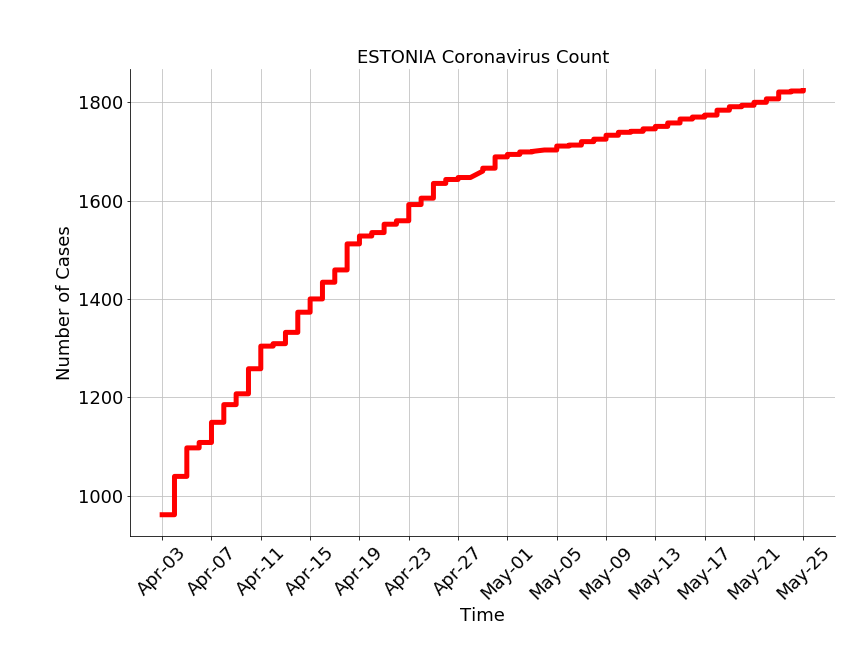 ESTONIA Coronavirus Count
Number of Cases
1800
1600
1400
1200
1000
Apr-03
Apr-07
Apr-11
Apr-15
Apr-19
Apr-23
Apr-27
May-01
May-05
May-09
May-13
May-17
May-21
May-25
Time